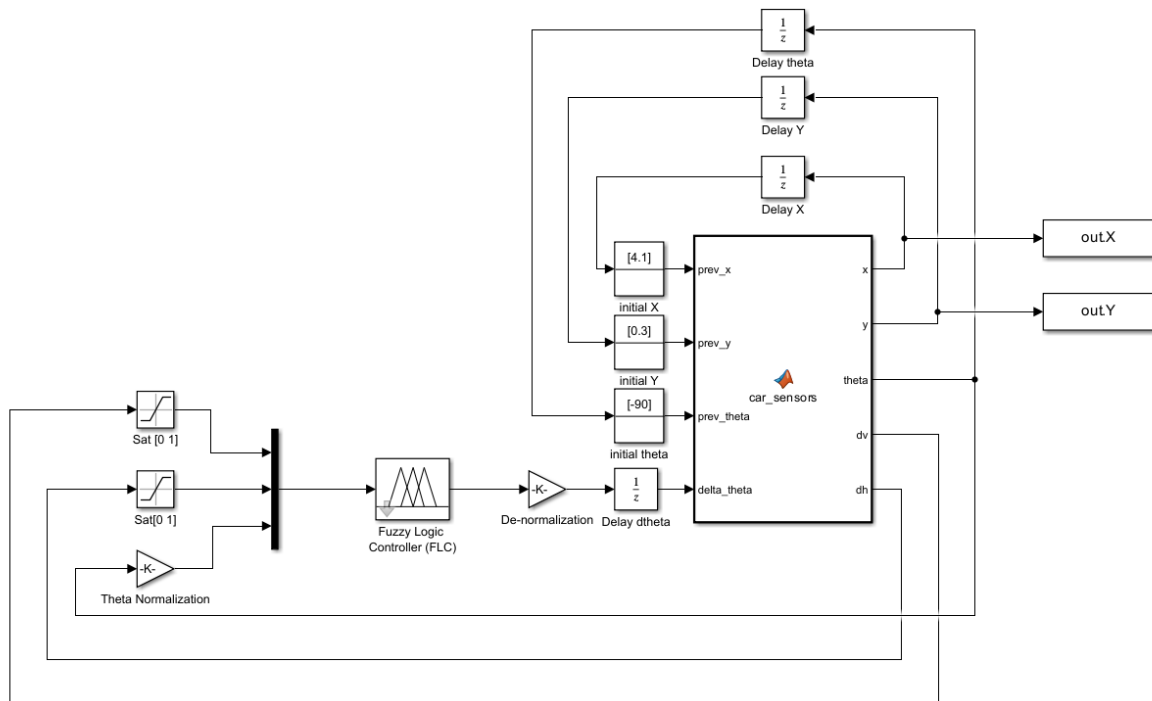 1
z
Delay theta
1
z
Delay Y
1
z
Delay X
out.X
out.Y
[4.1]
initial X
[0.3]
initial Y
[-90]
initial theta
prev_x
prev_y
prev_theta
delta_theta
car_sensors
x
y
theta
dv
dh
Sat [0 1]
Sat[0 1]
-K-
Theta Normalization
Fuzzy Logic
Controller (FLC)
-K-
De-normalization
1
z
Delay dtheta